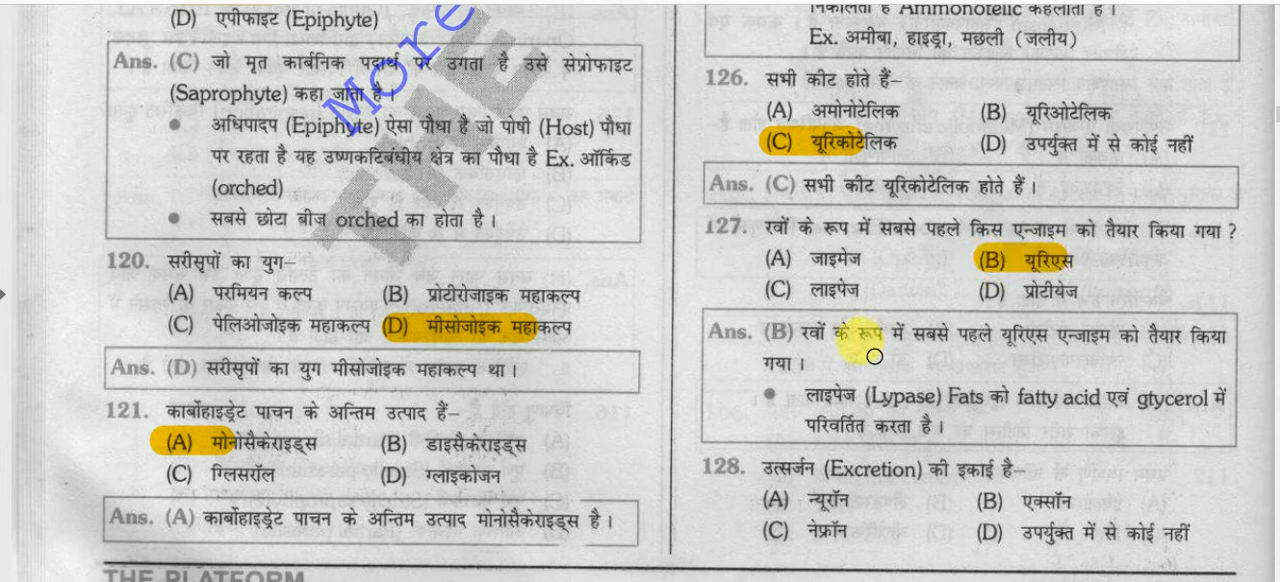 (D) एपीफाइट (Epiphyte)
Ans. (C) जो मृत कार्बनिक पदार्थ पर उगता है उसे सेप्रोफाइट
(Saprophyte) कहा जाता है।
• अधिपादप (Epiphyte) ऐसा पौधा है जो पोषी (Host) पौधा
पर रहता है यह उष्णकटिबंधीय क्षेत्र का पौधा है Ex. ऑर्किड
(orched)
• सबसे छोटा बीज orched का होता है।
More
THE
120. सरीसृपों का युग–
(A) परमियन कल्प (B) प्रोटीरोजाइक महाकल्प
(C) पेलिओजोइक महाकल्प (D) मीसोजोइक महाकल्प
Ans. (D) सरीसृपों का युग मीसोजोइक महाकल्प था।
121. कार्बोहाइड्रेट पाचन के अन्तिम उत्पाद हैं–
(A) मोनोसैकेराइड्स (B) डाइसैकेराइड्स
(C) ग्लिसरॉल (D) ग्लाइकोजन
Ans. (A) कार्बोहाइड्रेट पाचन के अन्तिम उत्पाद मोनोसैकेराइड्स है।
THE PLATFORM
निकालता है Ammonotelic कहलाता है।
Ex. अमीबा, हाइड्रा, मछली (जलीय)
126. सभी कीट होते हैं–
(A) अमोनोटेलिक (B) यूरिओटेलिक
(C) यूरिकोटेलिक (D) उपर्युक्त में से कोई नहीं
Ans. (C) सभी कीट यूरिकोटेलिक होते हैं।
127. रवों के रूप में सबसे पहले किस एन्जाइम को तैयार किया गया ?
(A) जाइमेज (B) यूरिएस
(C) लाइपेज (D) प्रोटीयेज
Ans. (B) रवों के रूप में सबसे पहले यूरिएस एन्जाइम को तैयार किया
गया।
• लाइपेज (Lypase) Fats को fatty acid एवं gtycerol में
परिवर्तित करता है।
128. उत्सर्जन (Excretion) की इकाई है–
(A) न्यूरॉन (B) एक्सॉन
(C) नेफ्रॉन (D) उपर्युक्त में से कोई नहीं